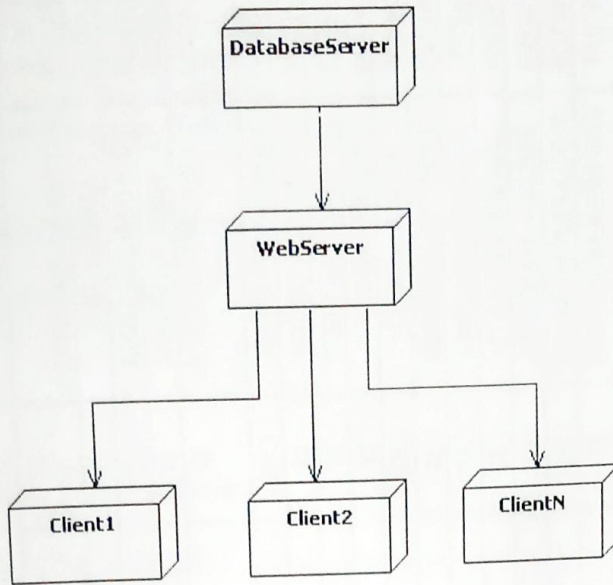 DatabaseServer
WebServer
Client1
Client2
ClientN